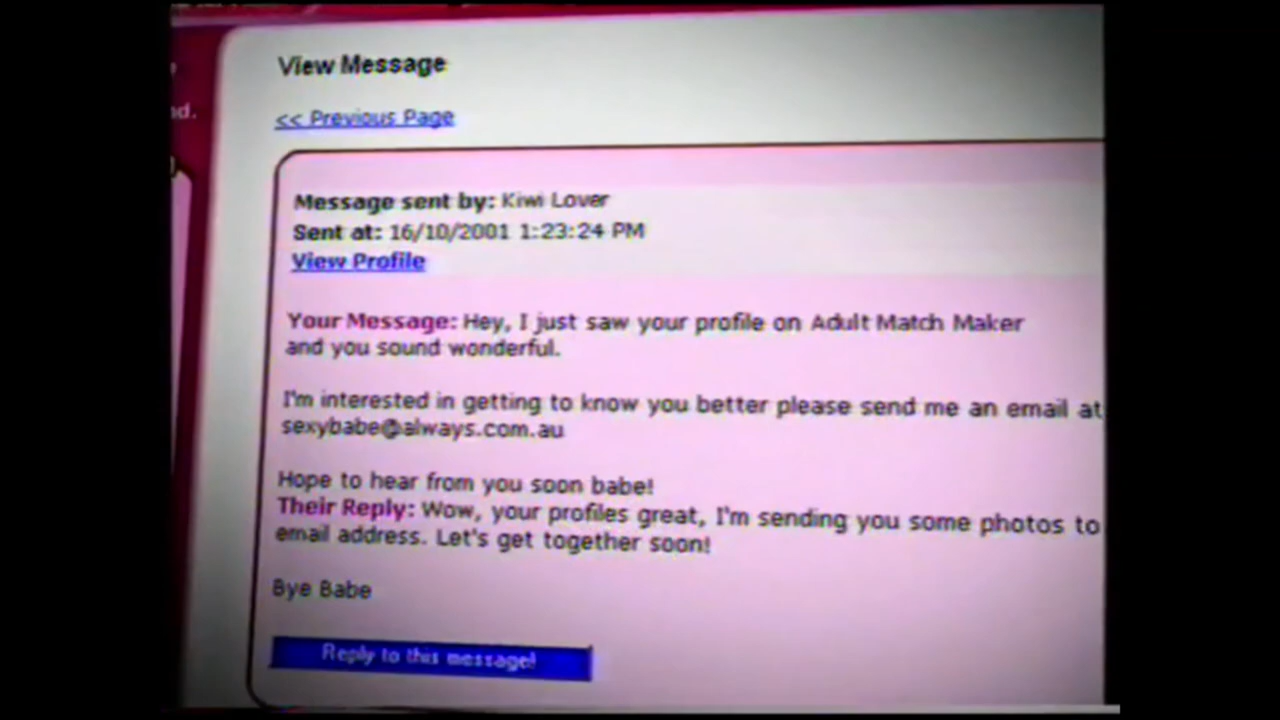 nd.
View Message
<< Previous Page
Message sent by: Kiwi Lover
Sent at: 16/10/2001 1:23:24 PM
View Profile
Your Message: Hey, I just saw your profile on Adult Match Maker
and you sound wonderful.
I'm interested in getting to know you better please send me an email at
sexybabe@always.com.au
Hope to hear from you soon babe!
Their Reply: Wow, your profiles great, I'm sending you some photos to
email address. Let's get together soon!
Bye Babe
Reply to this message!